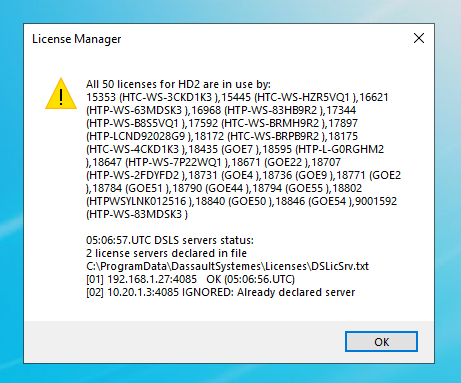 License Manager
All 50 licenses for HD2 are in use by:
15353 (HTC-WS-3CKD1K3 ),15445 (HTC-WS-HZR5VQ1 ),16621
(HTP-WS-63MDSK3 ),16968 (HTP-WS-83HB9R2 ),17344
(HTP-WS-B8S5VQ1 ),17592 (HTC-WS-BRMH9R2 ),17897
(HTP-LCND92028G9 ),18172 (HTC-WS-BRPB9R2 ),18175
(HTC-WS-4CKD1K3 ),18435 (GOE7 ),18595 (HTP-L-G0RGHM2
),18647 (HTP-WS-7P22WQ1 ),18671 (GOE22 ),18707
(HTP-WS-2FDYFD2 ),18731 (GOE4 ),18736 (GOE9 ),18771 (GOE2
),18784 (GOE51 ),18790 (GOE44 ),18794 (GOE55 ),18802
(HTPWSYLNK012516 ),18840 (GOE50 ),18846 (GOE54 ),9001592
(HTP-WS-83MDSK3 )
05:06:57.UTC DSLS servers status:
2 license servers declared in file
C:\ProgramData\DassaultSystemes\Licenses\DSLicSrv.txt
[01] 192.168.1.27:4085 OK (05:06:56.UTC)
[02] 10.20.1.3:4085 IGNORED: Already declared server
OK